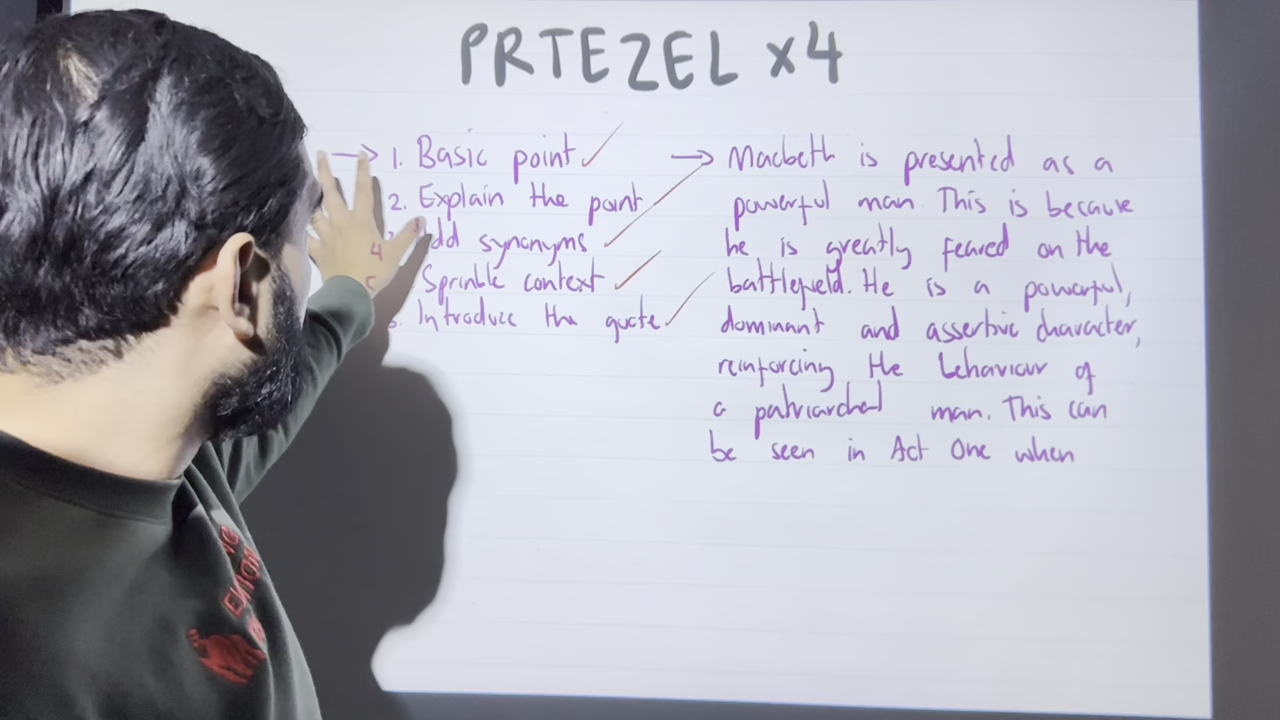 PRTEZEL x4
→ 1. Basic point ✓
2. Explain the point
dd synonyms ✓
4
5 Sprinkle context ✓
Introduce the quote ✓
→ Macbeth is presented as a
powerful man. This is because
he is greatly feared on the
battlefield. He is a powerful,
dominant and assertive character,
reinforcing the behaviour of
a patriarchal man. This can
be seen in Act One when